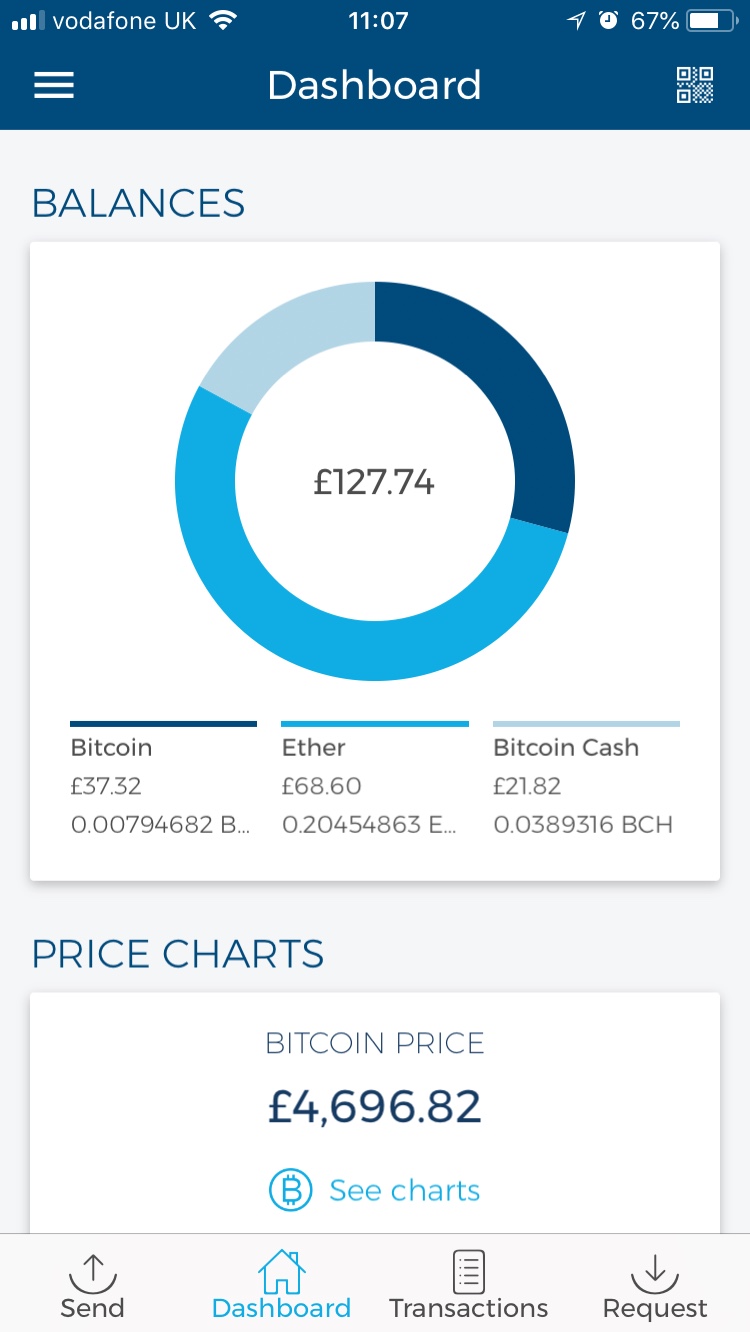 vodafone UK 11:07 67%
Dashboard
BALANCES
£127.74
Bitcoin Ether Bitcoin Cash
£37.32 £68.60 £21.82
0.00794682 B... 0.20454863 E... 0.0389316 BCH
PRICE CHARTS
BITCOIN PRICE
£4,696.82
See charts
Send Dashboard Transactions Request